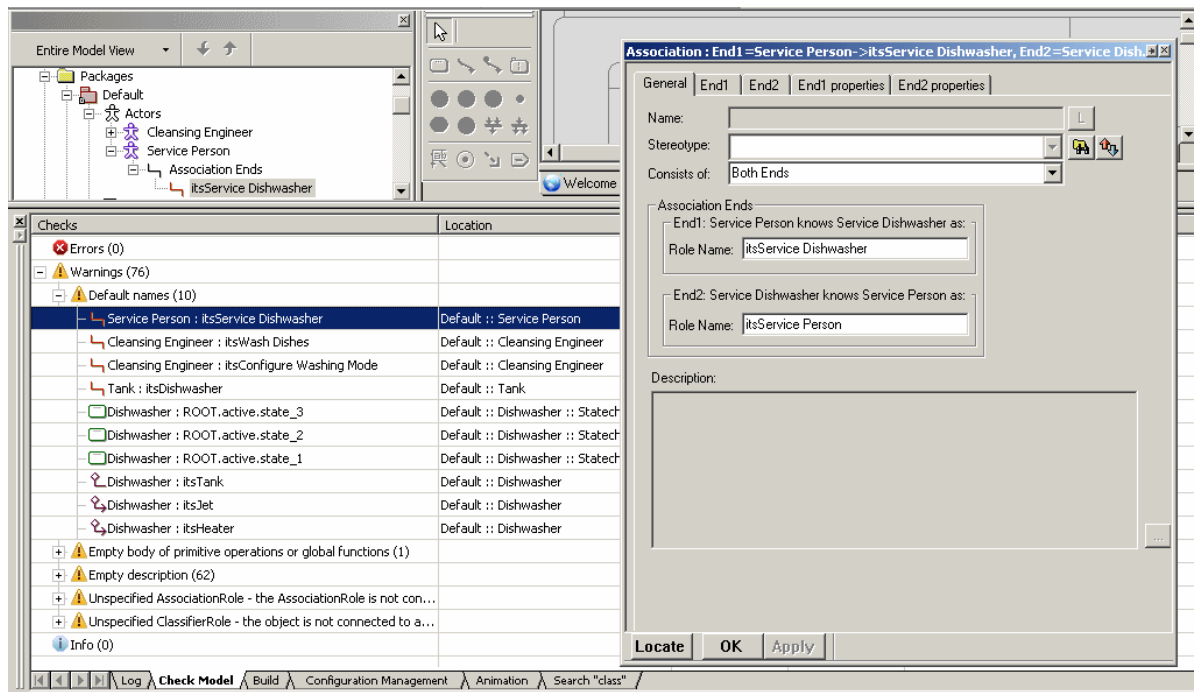 Entire Model View
Packages
Default
Actors
Cleansing Engineer
Service Person
Association Ends
itsService Dishwasher
Welcome
Association : End1=Service Person->itsService Dishwasher, End2=Service Dish.
General End1 End2 End1 properties End2 properties
Name:
L
Stereotype:
Consists of: Both Ends
Association Ends
End1: Service Person knows Service Dishwasher as:
Role Name: itsService Dishwasher
End2: Service Dishwasher knows Service Person as:
Role Name: itsService Person
Description:
...
Locate OK Apply
Checks Location
Errors (0)
Warnings (76)
Default names (10)
Service Person : itsService Dishwasher Default :: Service Person
Cleansing Engineer : itsWash Dishes Default :: Cleansing Engineer
Cleansing Engineer : itsConfigure Washing Mode Default :: Cleansing Engineer
Tank : itsDishwasher Default :: Tank
Dishwasher : ROOT.active.state_3 Default :: Dishwasher :: Statech
Dishwasher : ROOT.active.state_2 Default :: Dishwasher :: Statech
Dishwasher : ROOT.active.state_1 Default :: Dishwasher :: Statech
Dishwasher : itsTank Default :: Dishwasher
Dishwasher : itsJet Default :: Dishwasher
Dishwasher : itsHeater Default :: Dishwasher
Empty body of primitive operations or global functions (1)
Empty description (62)
Unspecified AssociationRole - the AssociationRole is not con...
Unspecified ClassifierRole - the object is not connected to a...
Info (0)
Log Check Model Build Configuration Management Animation Search "class"